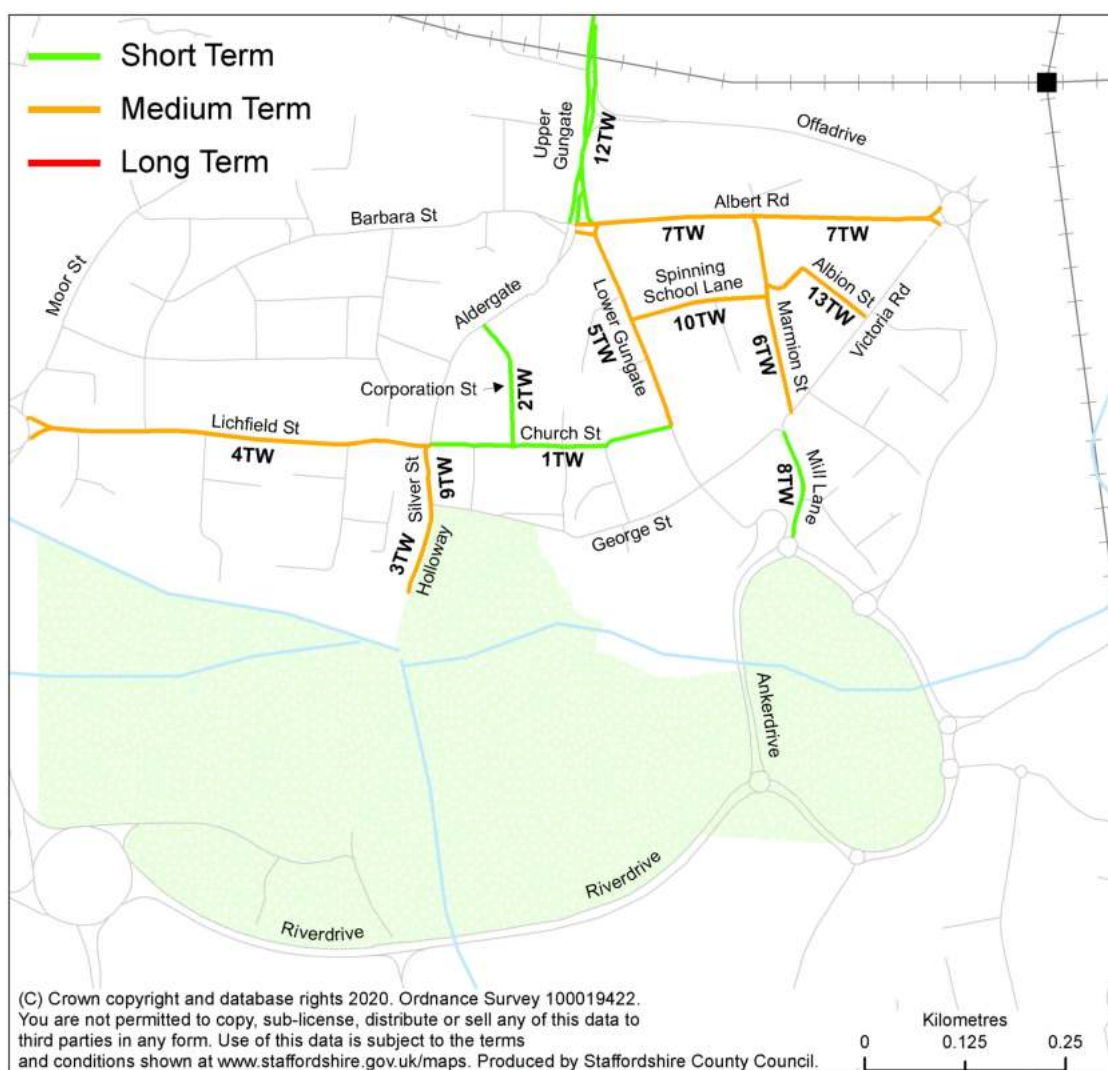 Short Term
Medium Term
Long Term
Upper
Gungate
12TW
Offadrive
Barbara St
Albert Rd
7TW
7TW
Moor St
Aldergate
Spinning
School Lane
10TW
Albion St
13TW
Victoria Rd
Lower Gungate
5TW
Marmion St
6TW
Corporation St
2TW
Lichfield St
4TW
Church St
1TW
Silver St
9TW
Mill Lane
8TW
George St
3TW
Holloway
Ankerdrive
Riverdrive
Riverdrive
(C) Crown copyright and database rights 2020. Ordnance Survey 100019422.
You are not permitted to copy, sub-license, distribute or sell any of this data to
third parties in any form. Use of this data is subject to the terms
and conditions shown at www.staffordshire.gov.uk/maps. Produced by Staffordshire County Council.
Kilometres
0 0.125 0.25